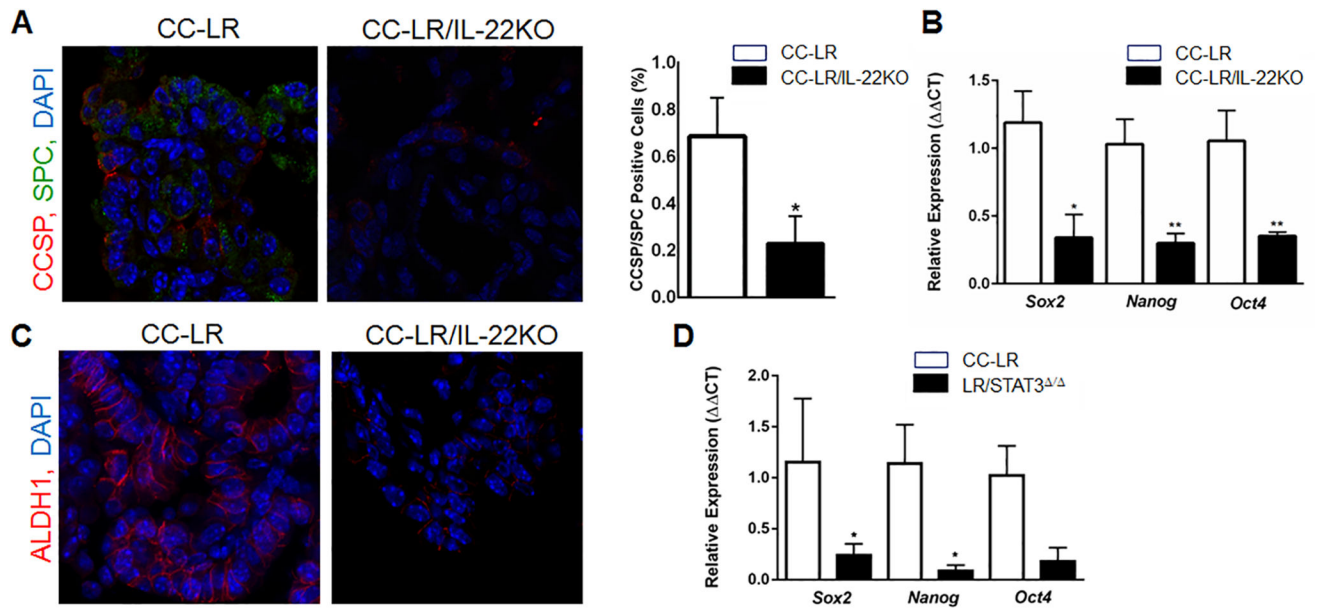 A
CC-LR
CC-LR/IL-22KO
CCSP, SPC, DAPI
CC-LR
CC-LR/IL-22KO
CCSP/SPC Positive Cells (%)
1.0
0.8
0.6
0.4
0.2
0.0
*
B
CC-LR
CC-LR/IL-22KO
Relative Expression (ΔΔCT)
1.5
1.0
0.5
0.0
*
**
**
Sox2
Nanog
Oct4
C
CC-LR
CC-LR/IL-22KO
ALDH1, DAPI
D
CC-LR
LR/STAT3Δ/Δ
Relative Expression (ΔΔCT)
2.0
1.5
1.0
0.5
0.0
*
*
Sox2
Nanog
Oct4